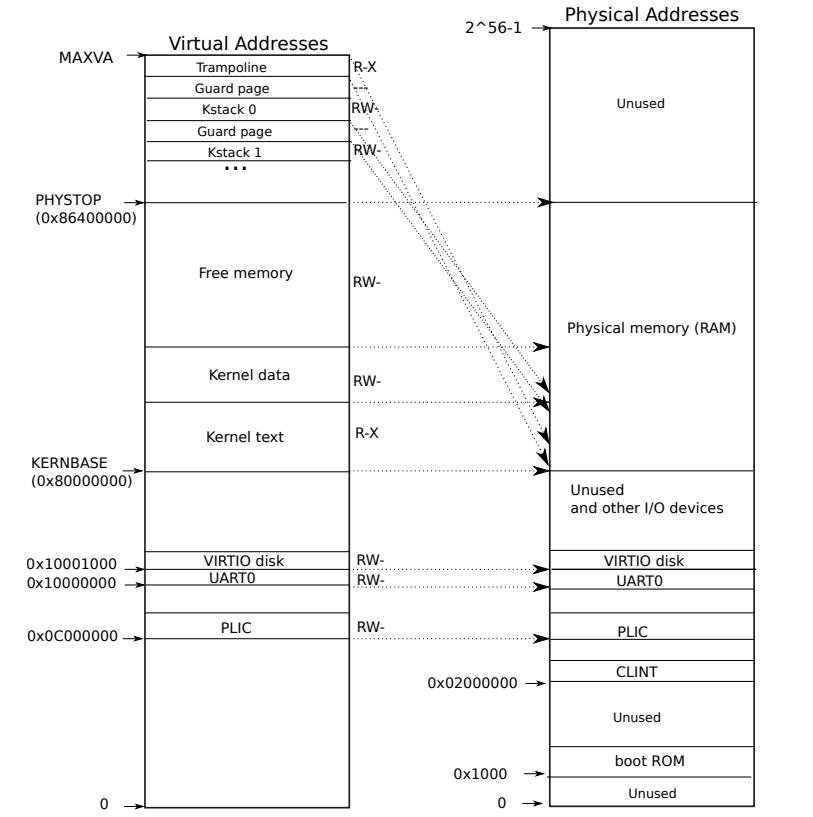 Physical Addresses
2^56-1
Virtual Addresses
MAXVA
Trampoline
R-X
Guard page
---
Unused
Kstack 0
RW-
Guard page
---
Kstack 1
RW-
...
PHYSTOP
(0x86400000)
Free memory
RW-
Physical memory (RAM)
Kernel data
RW-
Kernel text
R-X
KERNBASE
(0x80000000)
Unused
and other I/O devices
0x10001000
VIRTIO disk
RW-
VIRTIO disk
0x10000000
UART0
RW-
UART0
0x0C000000
PLIC
RW-
PLIC
CLINT
0x02000000
Unused
boot ROM
0x1000
Unused
0
0